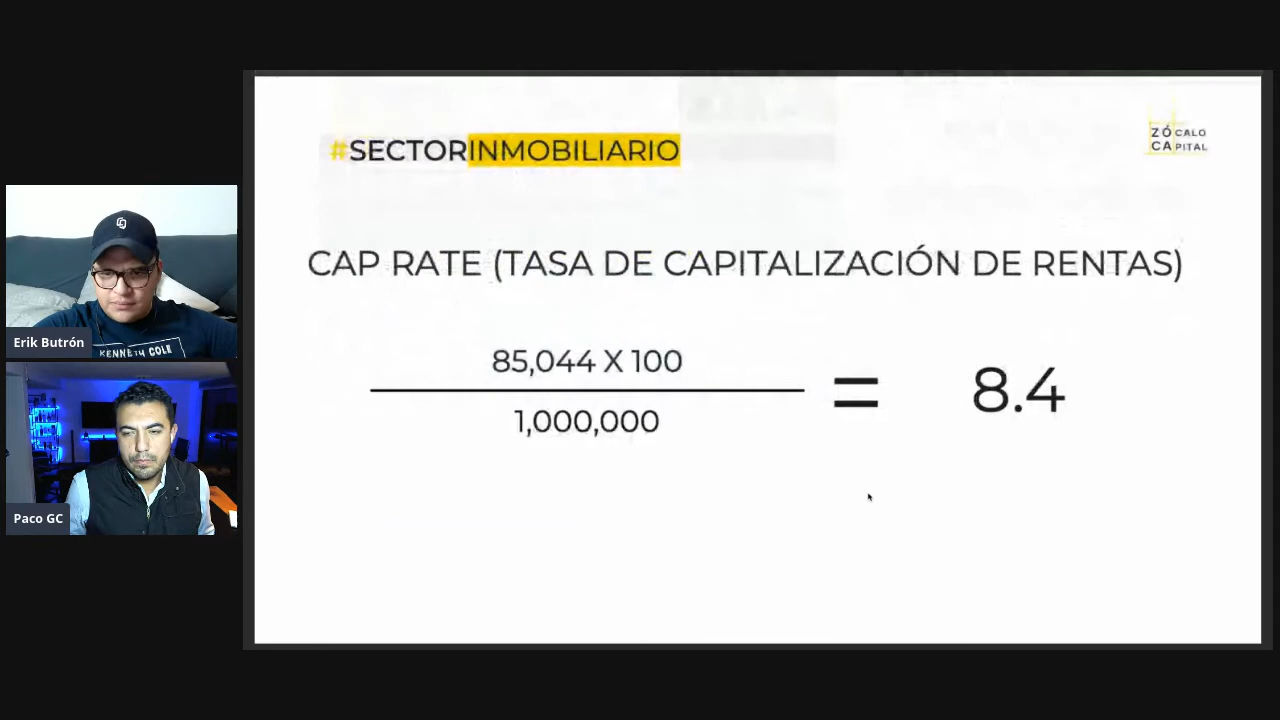 #SECTORINMOBILIARIO
ZÓCALO
CAPITAL
CAP RATE (TASA DE CAPITALIZACIÓN DE RENTAS)
85,044 X 100
1,000,000
=
8.4
KENNETH COLE
Erik Butrón
Paco GC